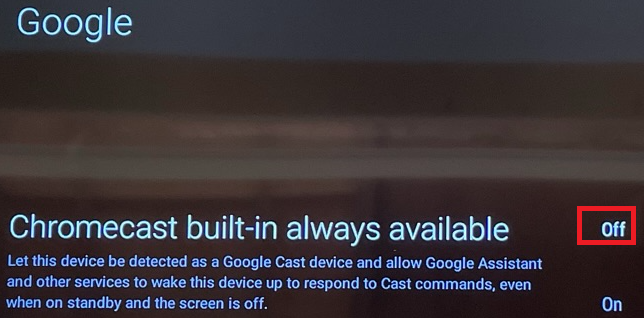 Google
Chromecast built-in always available
Off
Let this device be detected as a Google Cast device and allow Google Assistant
and other services to wake this device up to respond to Cast commands, even
when on standby and the screen is off.
On